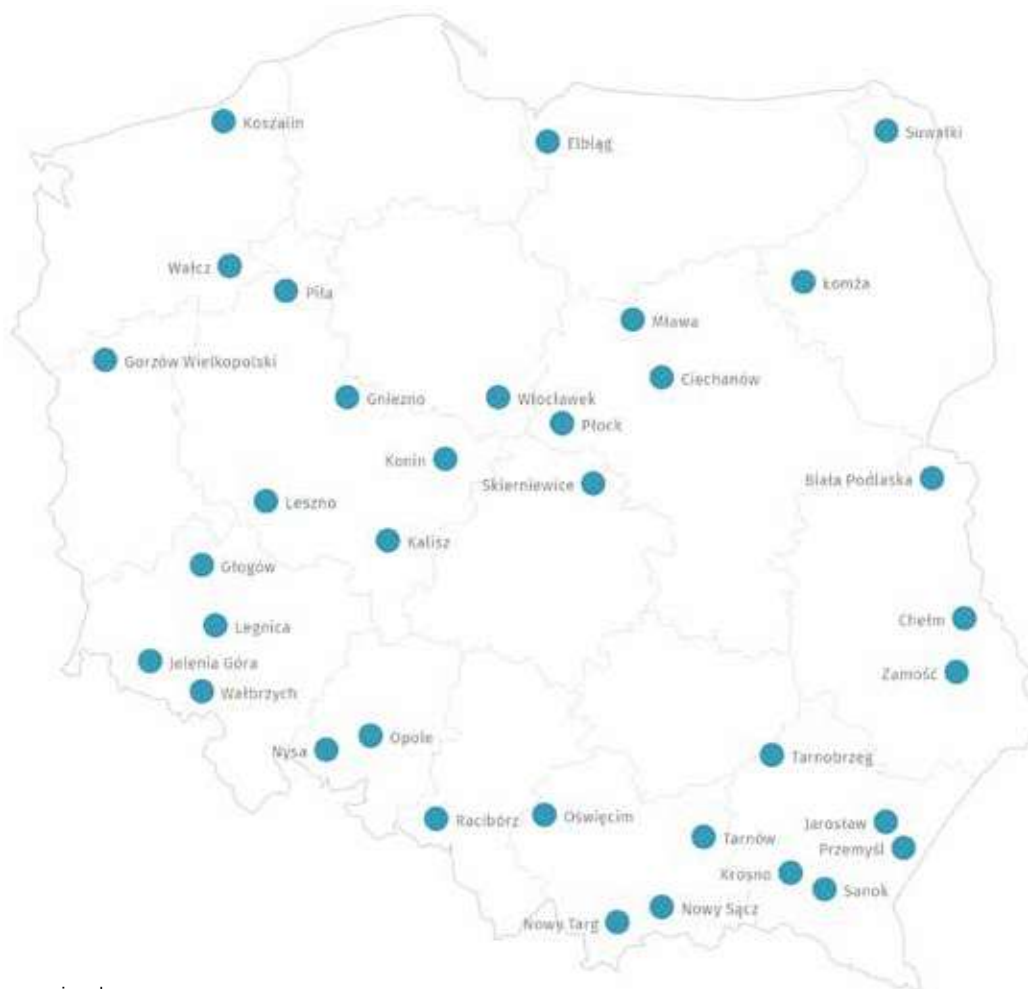 Koszalin
Suwałki
Elbląg
Wałcz
Piła
Łomża
Mława
Gorzów Wielkopolski
Ciechanów
Gniezno
Włocławek
Płock
Konin
Skierniewice
Biała Podlaska
Leszno
Kalisz
Głogów
Chełm
Legnica
Jelenia Góra
Zamość
Wałbrzych
Opole
Nysa
Tarnobrzeg
Racibórz
Oświęcim
Jarosław
Tarnów
Przemyśl
Krosno
Sanok
Nowy Sącz
Nowy Targ